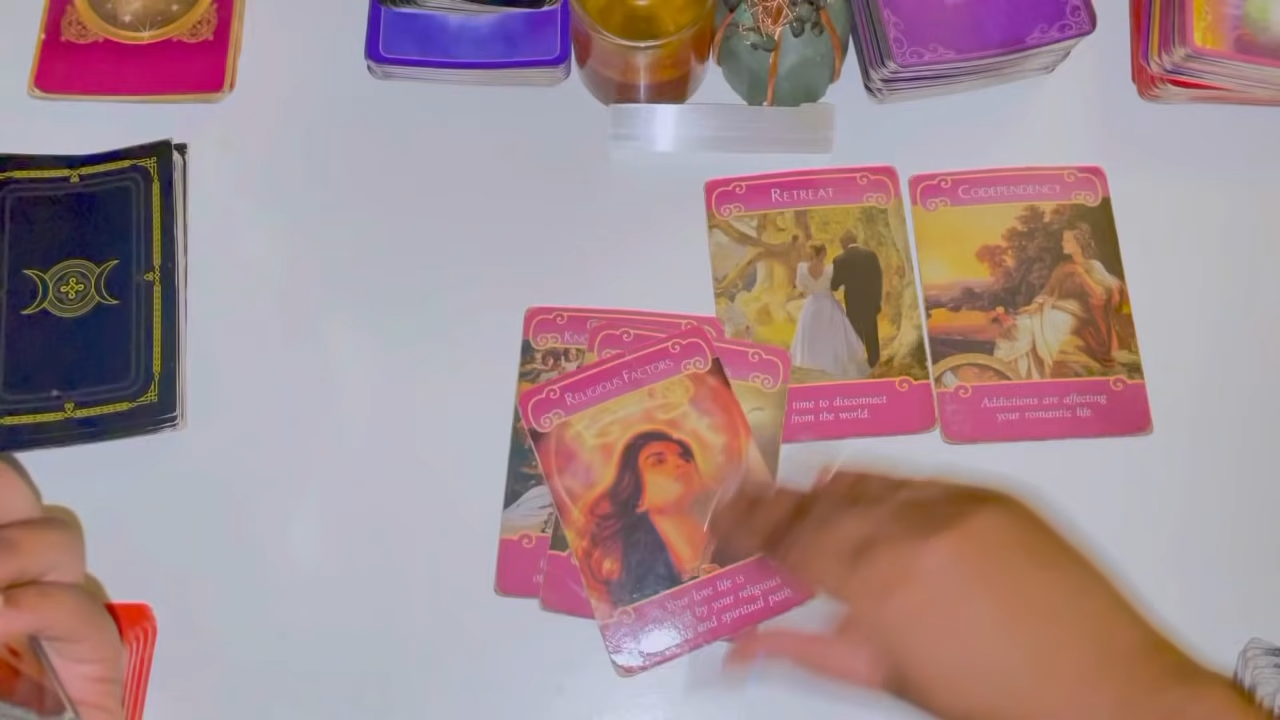 RETREAT
CODEPENDENCY
time to disconnect
from the world.
Addictions are affecting
your romantic life.
RELIGIOUS FACTORS
Your love life is
by your religious
and spiritual path